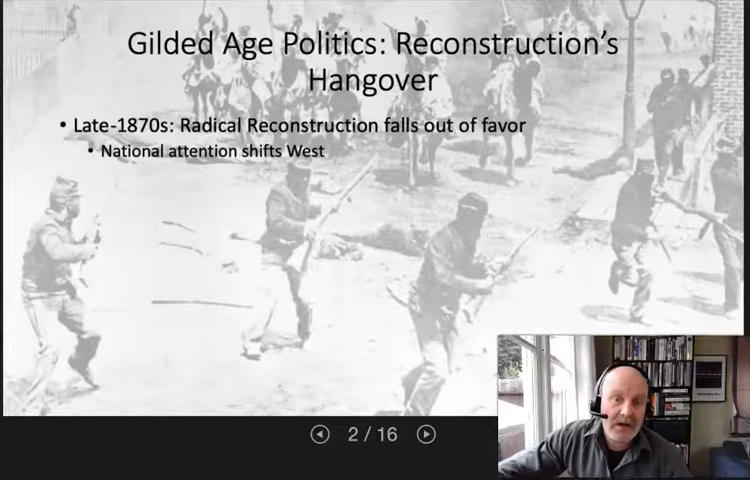 Gilded Age Politics: Reconstruction's
Hangover
• Late-1870s: Radical Reconstruction falls out of favor
• National attention shifts West
2 / 16